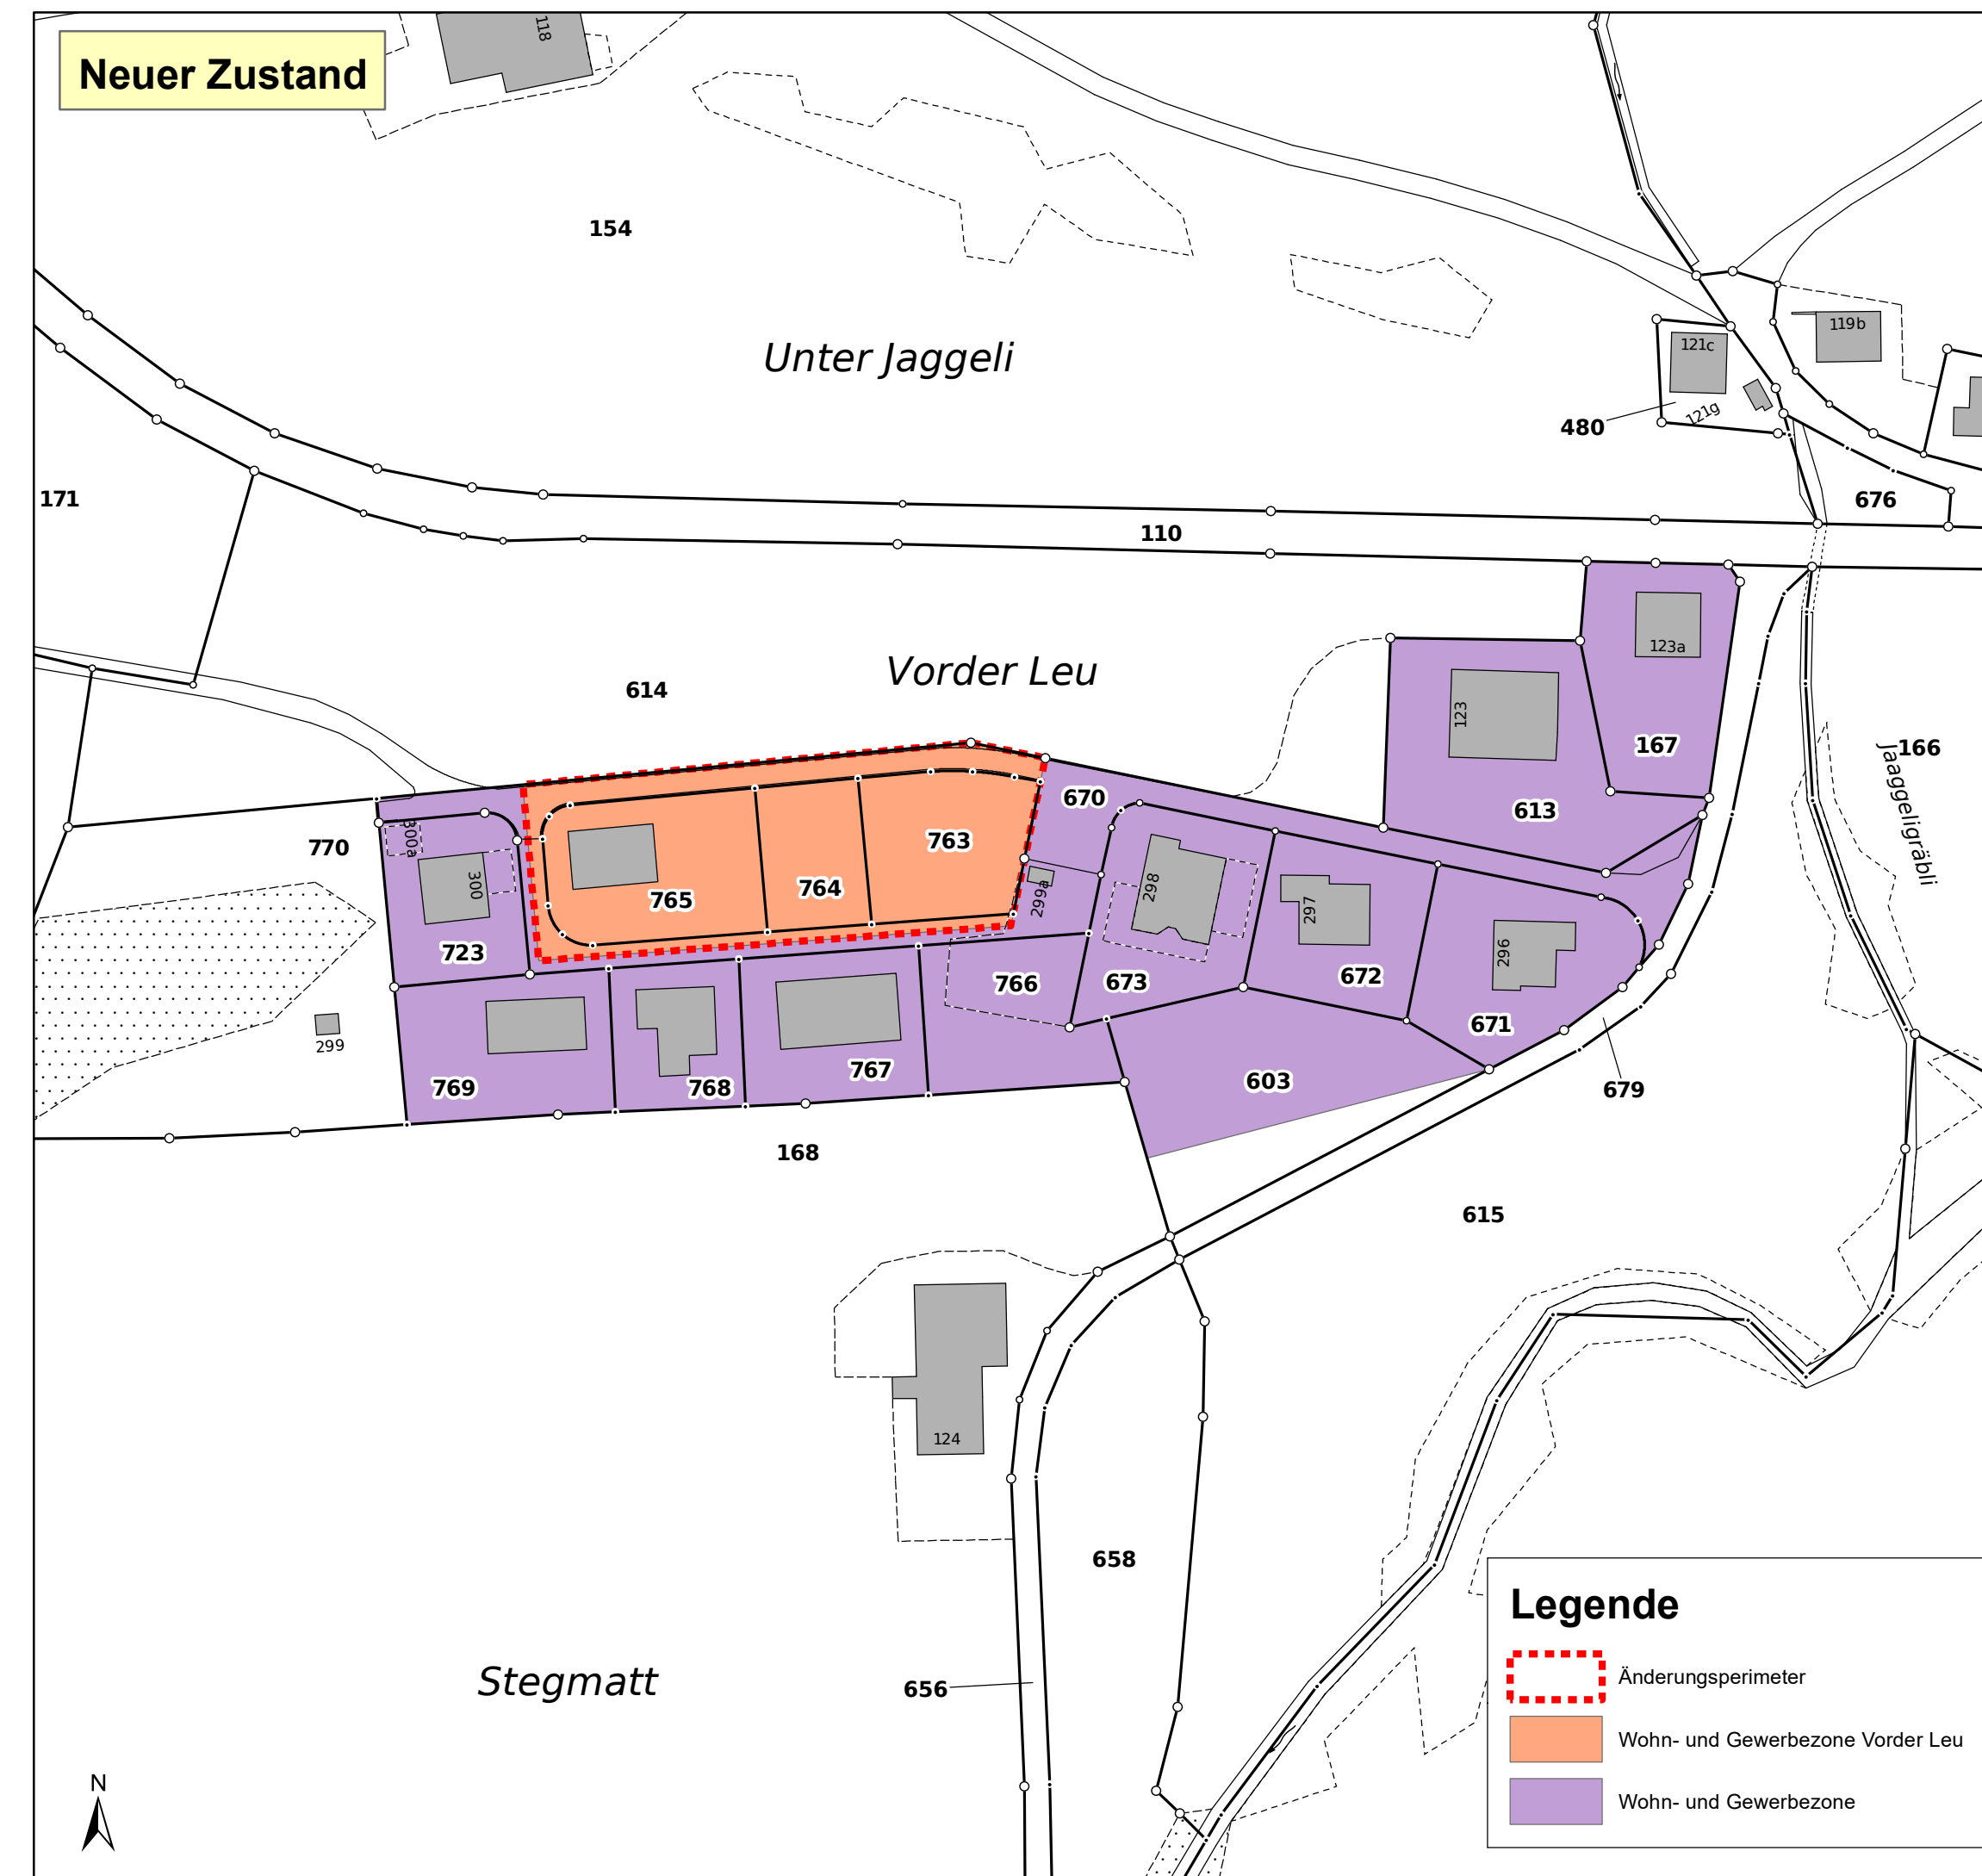 118
Neuer Zustand
154
119b
121c
Unter Jaggeli
121g
480
171
676
110
123a
Vorder Leu
614
123
167
166
Jaaggeligräbli
670
613
300a
770
763
300
764
299a
298
765
297
723
296
766
673
672
671
299
767
769
768
603
679
168
615
124
658
Legende
656
Stegmatt
Änderungsperimeter
Wohn- und Gewerbezone Vorder Leu
N
Wohn- und Gewerbezone